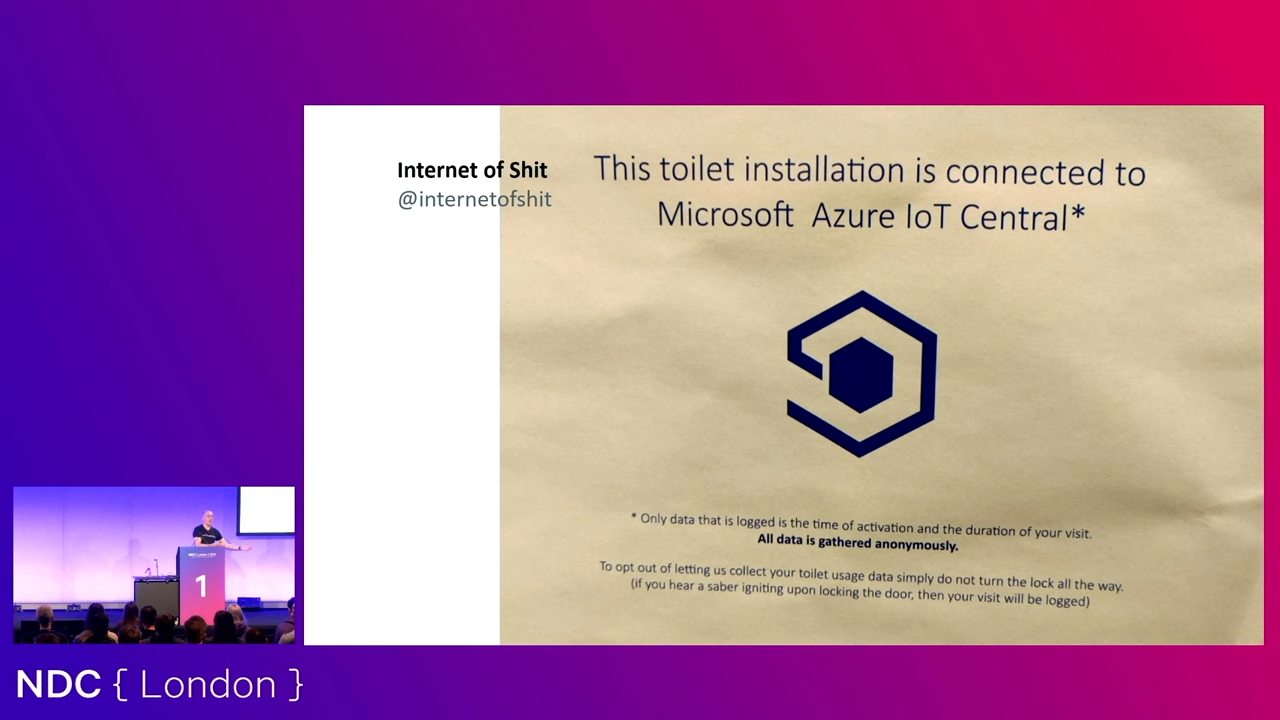 Internet of Shit
@internetofshit
This toilet installation is connected to
Microsoft Azure IoT Central*
* Only data that is logged is the time of activation and the duration of your visit.
All data is gathered anonymously.
To opt out of letting us collect your toilet usage data simply do not turn the lock all the way.
(if you hear a saber igniting upon locking the door, then your visit will be logged)
1
NDC { London }